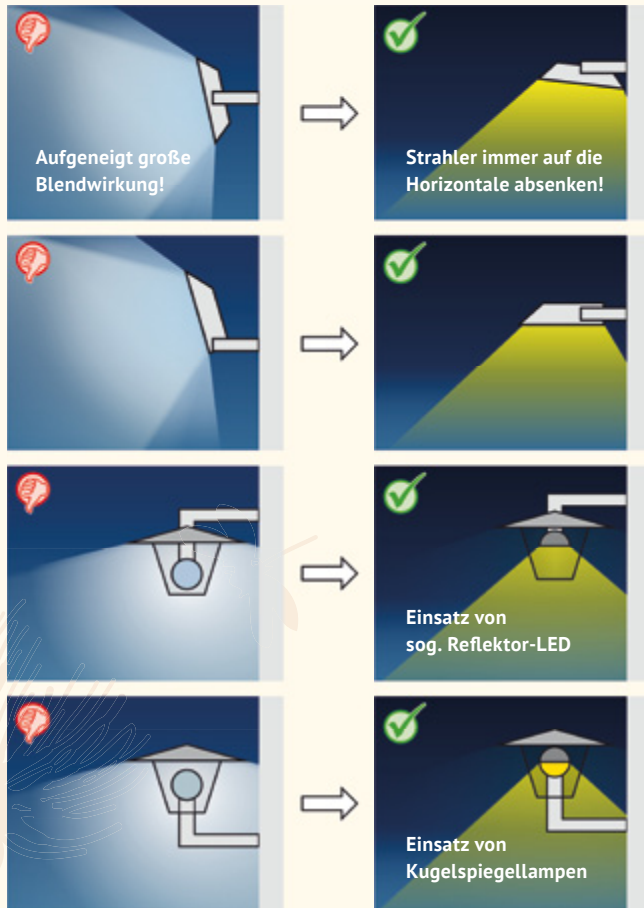 Aufgeneigt große
Blendwirkung!
Strahler immer auf die
Horizontale absenken!
Einsatz von
sog. Reflektor-LED
Einsatz von
Kugelspiegellampen